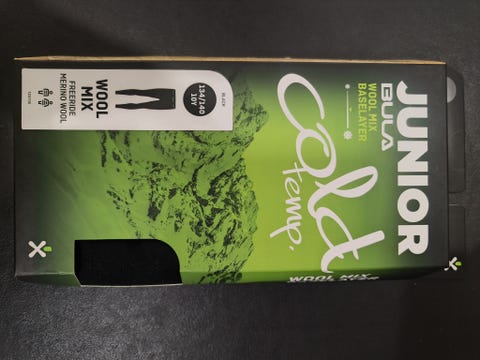 JUNIOR
BULA
WOOL MIX
BASELAYER
cold
temp.
BLACK
134/140
10Y
WOOL
MIX
FREERIDE
MERINO WOOL
WOOL MIX